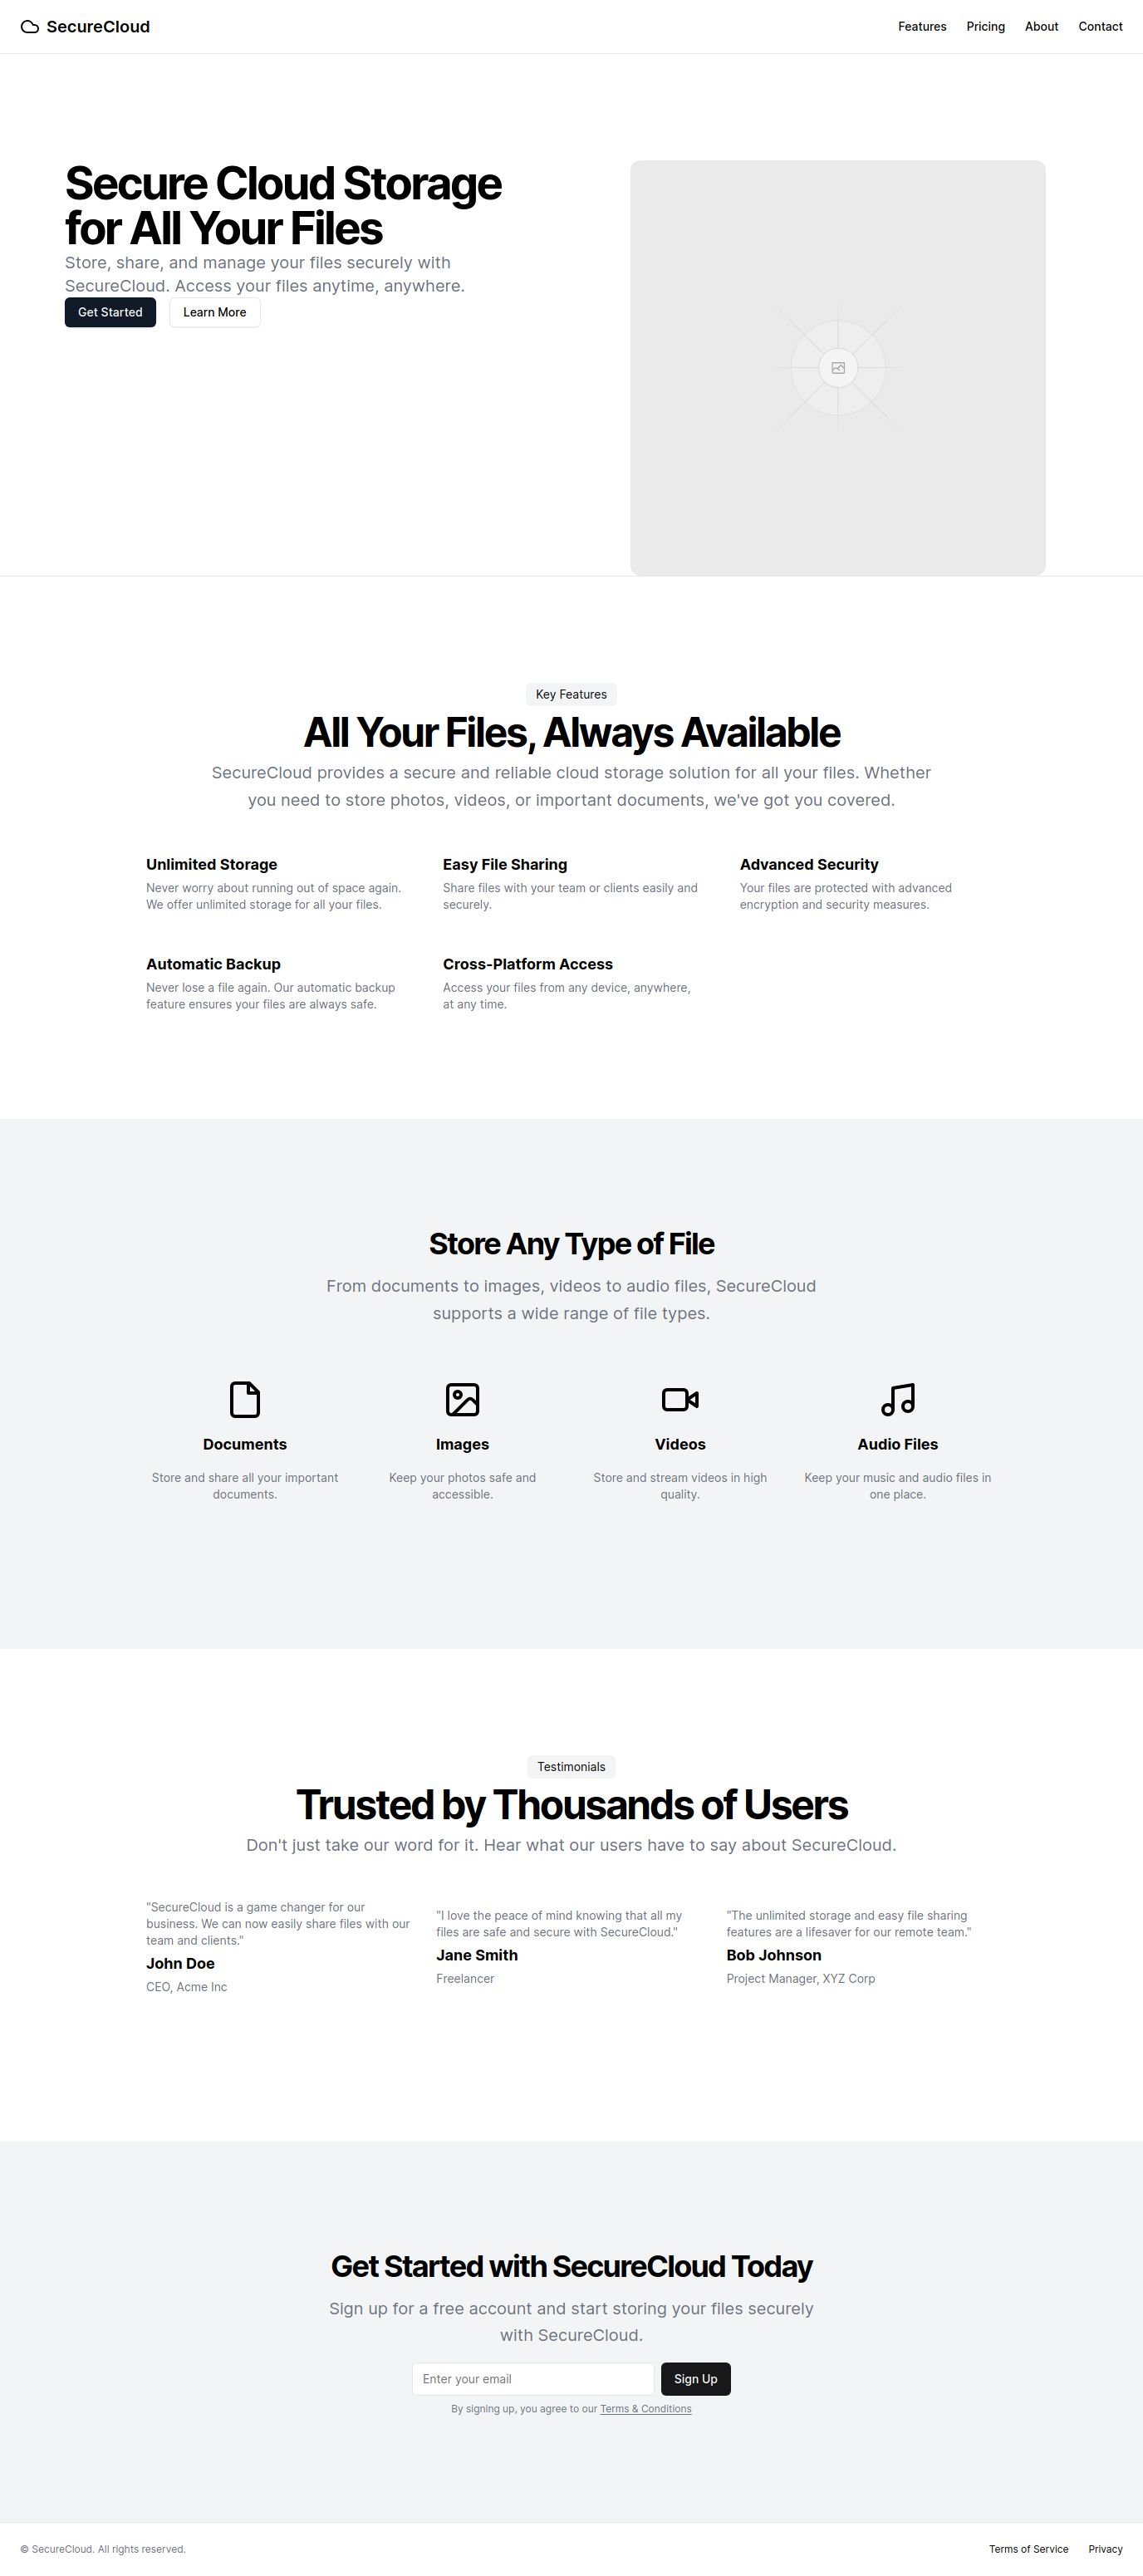 SecureCloud
Features
Pricing
About
Contact
Secure Cloud Storage
for All Your Files
Store, share, and manage your files securely with
SecureCloud. Access your files anytime, anywhere.
Get Started
Learn More
Key Features
All Your Files, Always Available
SecureCloud provides a secure and reliable cloud storage solution for all your files. Whether
you need to store photos, videos, or important documents, we've got you covered.
Unlimited Storage
Never worry about running out of space again.
We offer unlimited storage for all your files.
Easy File Sharing
Share files with your team or clients easily and
securely.
Advanced Security
Your files are protected with advanced
encryption and security measures.
Automatic Backup
Never lose a file again. Our automatic backup
feature ensures your files are always safe.
Cross-Platform Access
Access your files from any device, anywhere,
at any time.
Store Any Type of File
From documents to images, videos to audio files, SecureCloud
supports a wide range of file types.
Documents
Store and share all your important
documents.
Images
Keep your photos safe and
accessible.
Videos
Store and stream videos in high
quality.
Audio Files
Keep your music and audio files in
one place.
Testimonials
Trusted by Thousands of Users
Don't just take our word for it. Hear what our users have to say about SecureCloud.
"SecureCloud is a game changer for our
business. We can now easily share files with our
team and clients."
John Doe
CEO, Acme Inc
"I love the peace of mind knowing that all my
files are safe and secure with SecureCloud."
Jane Smith
Freelancer
"The unlimited storage and easy file sharing
features are a lifesaver for our remote team."
Bob Johnson
Project Manager, XYZ Corp
Get Started with SecureCloud Today
Sign up for a free account and start storing your files securely
with SecureCloud.
Enter your email
Sign Up
By signing up, you agree to our Terms & Conditions
© SecureCloud. All rights reserved.
Terms of Service
Privacy